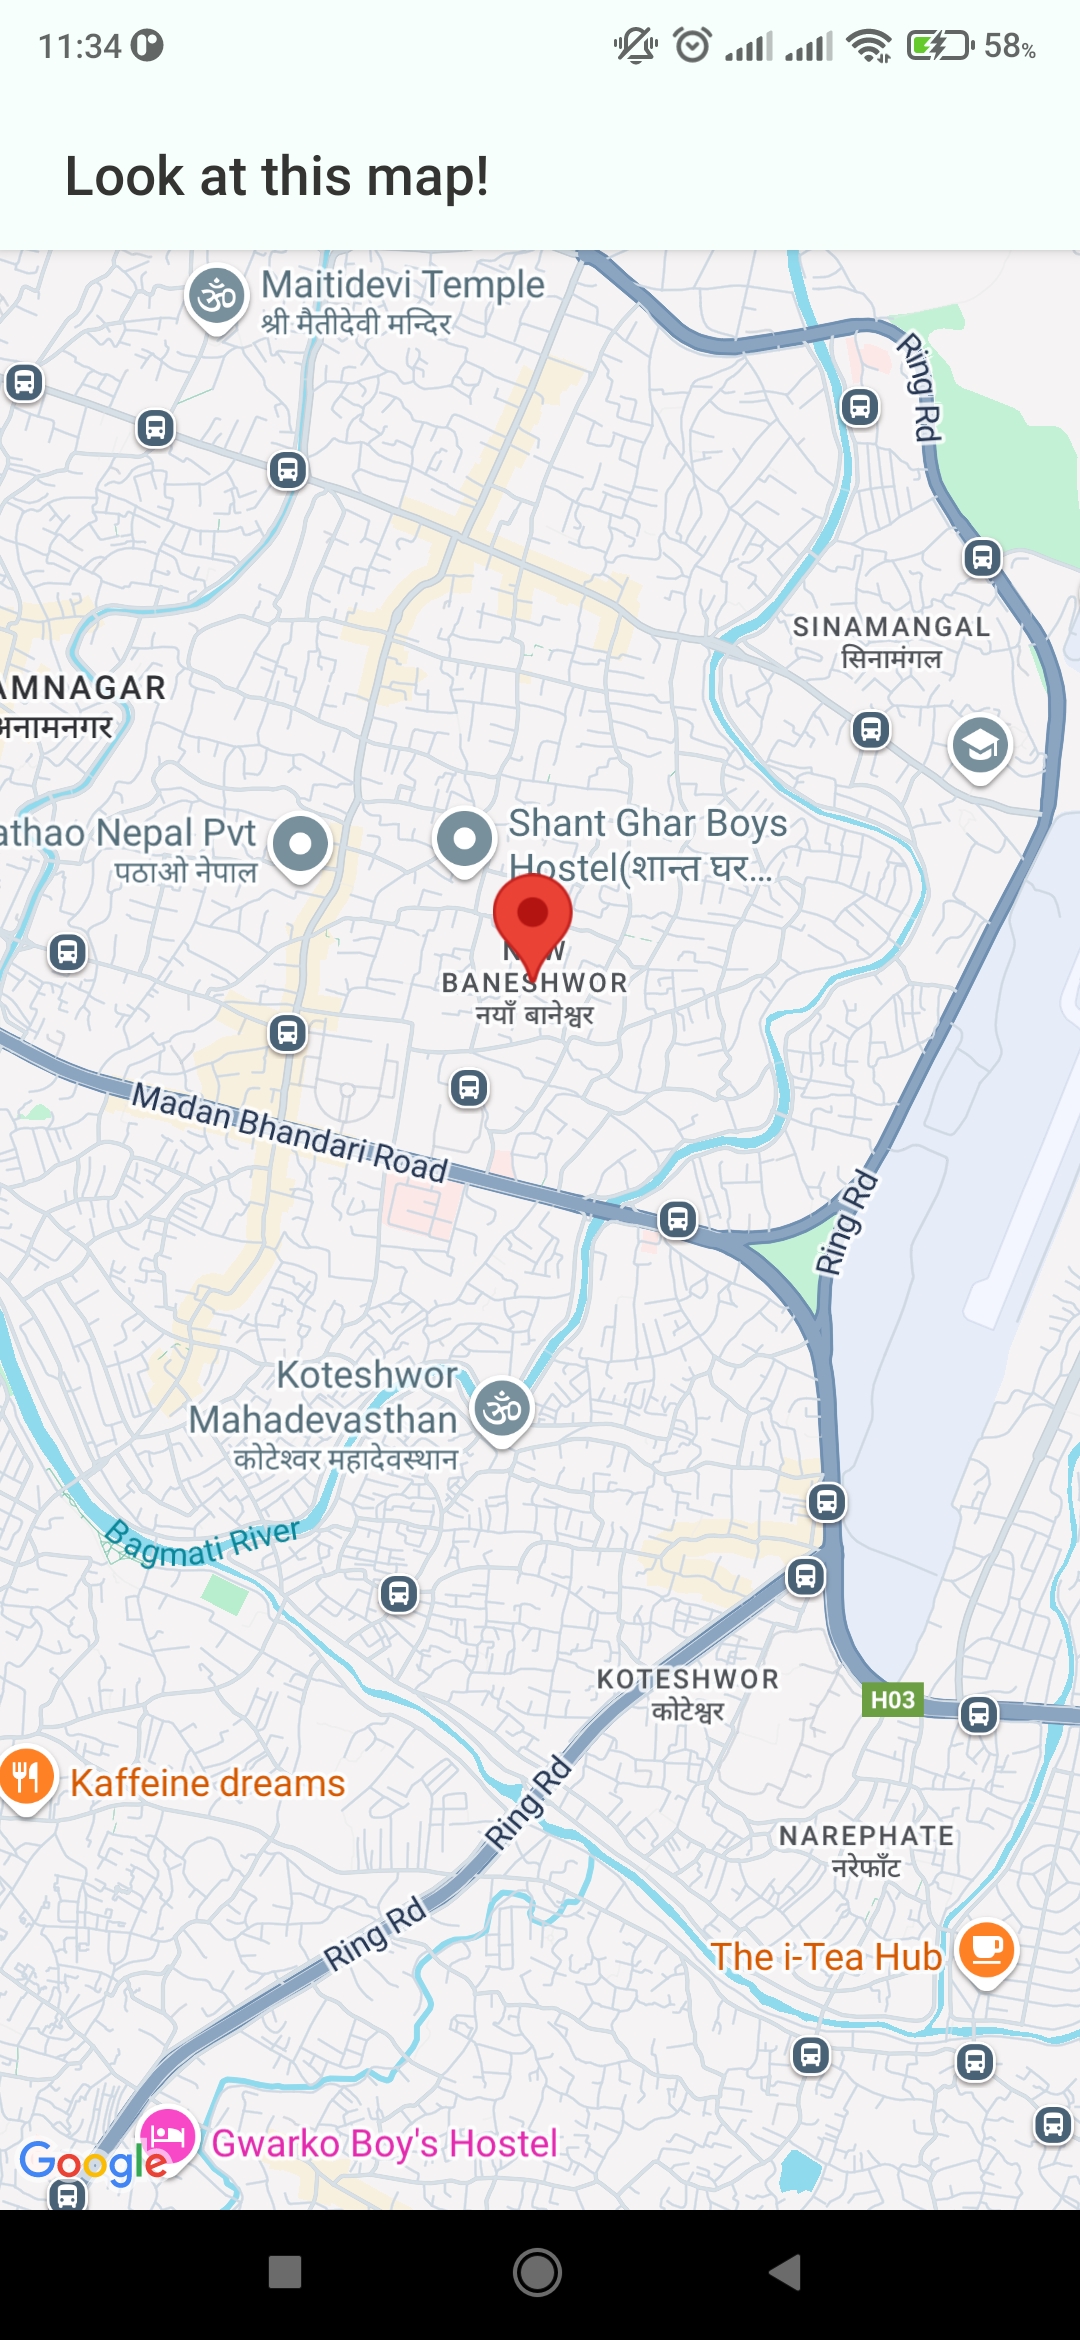 11:34
58%
Look at this map!
Maitidevi Temple
श्री मैतीदेवी मन्दिर
Ring Rd
SINAMANGAL
सिनामंगल
AMNAGAR
अनामनगर
athao Nepal Pvt
पठाओ नेपाल
Shant Ghar Boys
Hostel(शान्त घर...
BANESHWOR
नयाँ बानेश्वर
Madan Bhandari Road
Ring Rd
Koteshwor
Mahadevasthan
कोटेश्वर महादेवस्थान
Bagmati River
KOTESHWOR
कोटेश्वर
H03
Kaffeine dreams
Ring Rd
NAREPHATE
नरेफाँट
Ring Rd
The i-Tea Hub
Gwarko Boy's Hostel
Google